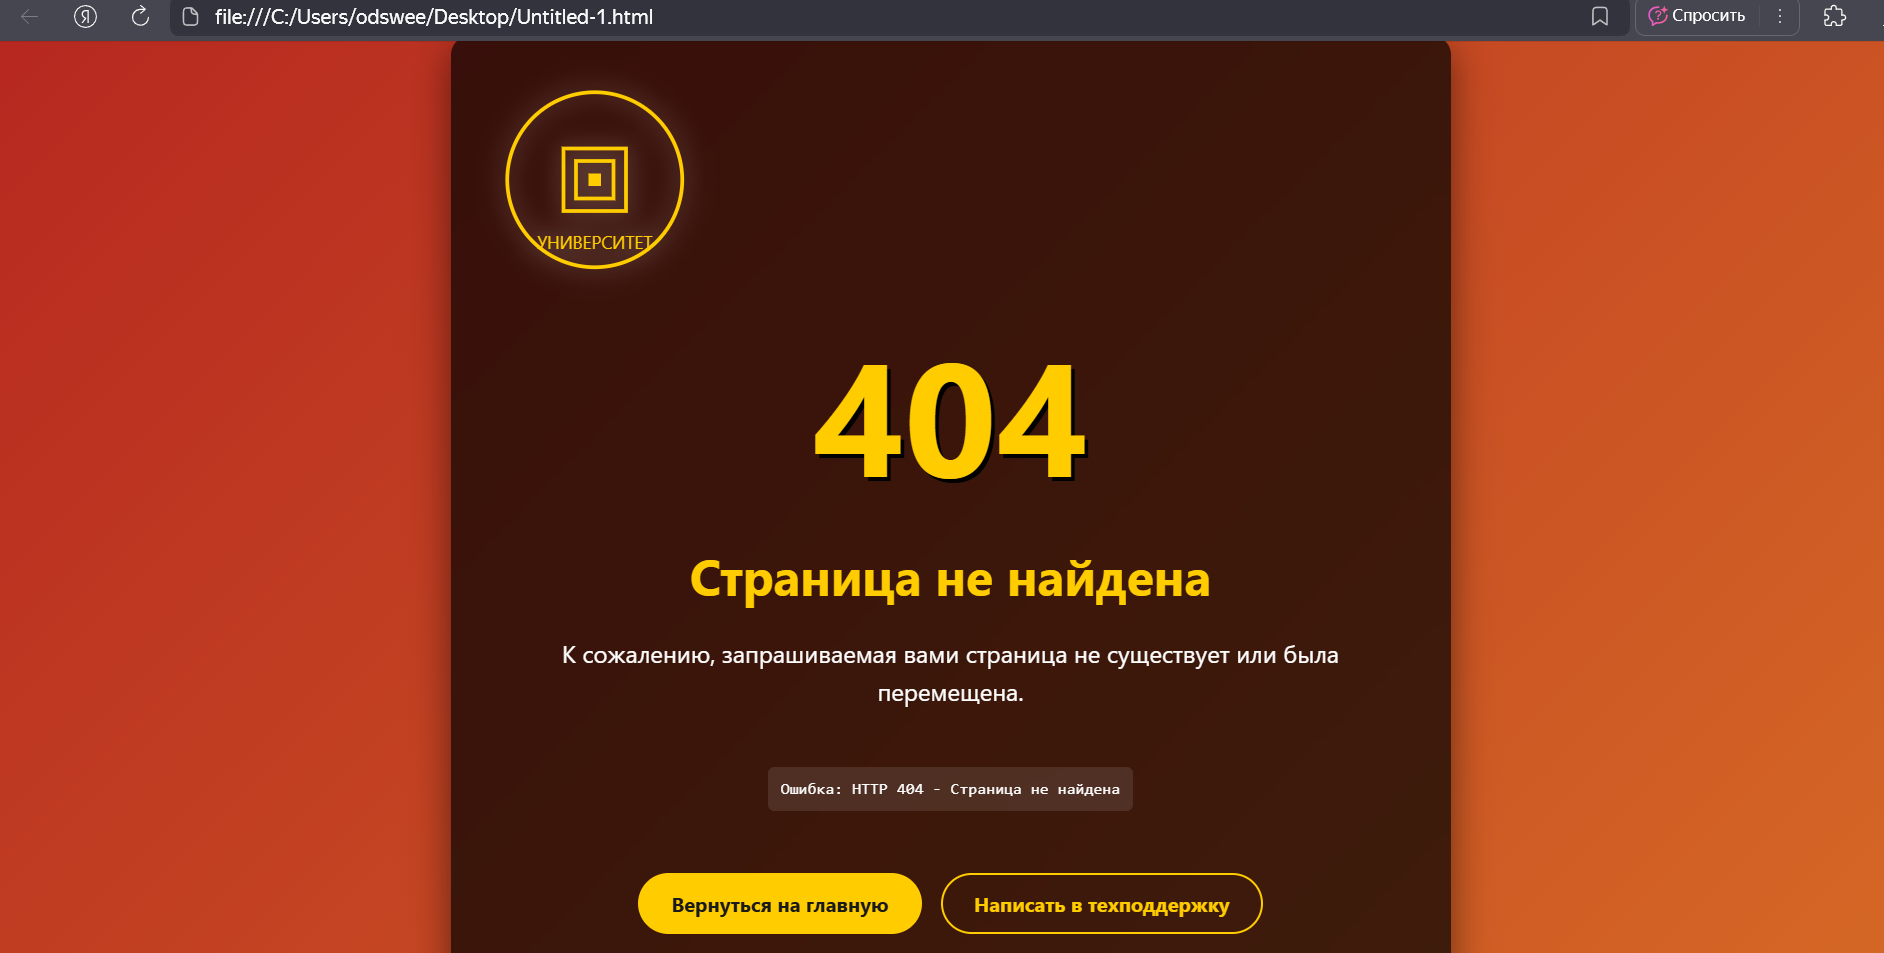 file:///C:/Users/odswee/Desktop/Untitled-1.html
Спросить
УНИВЕРСИТЕТ
404
Страница не найдена
К сожалению, запрашиваемая вами страница не существует или была
перемещена.
Ошибка: HTTP 404 - Страница не найдена
Вернуться на главную
Написать в техподдержку